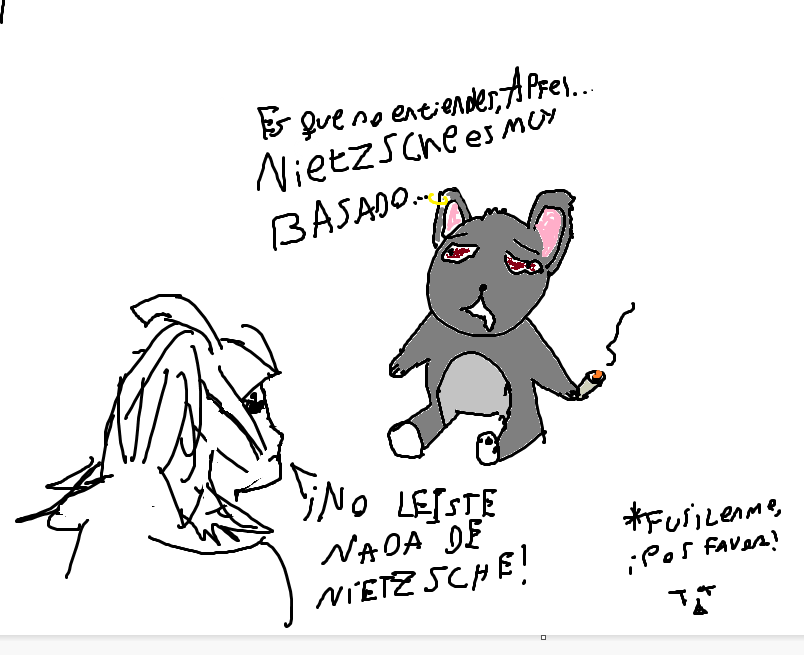 Es que no entiendes, Apfel...
Nietzsche es muy
BASADO...
¡NO LEISTE
NADA DE
NIETZSCHE!
*FUSILENME,
¡POR FAVOR!